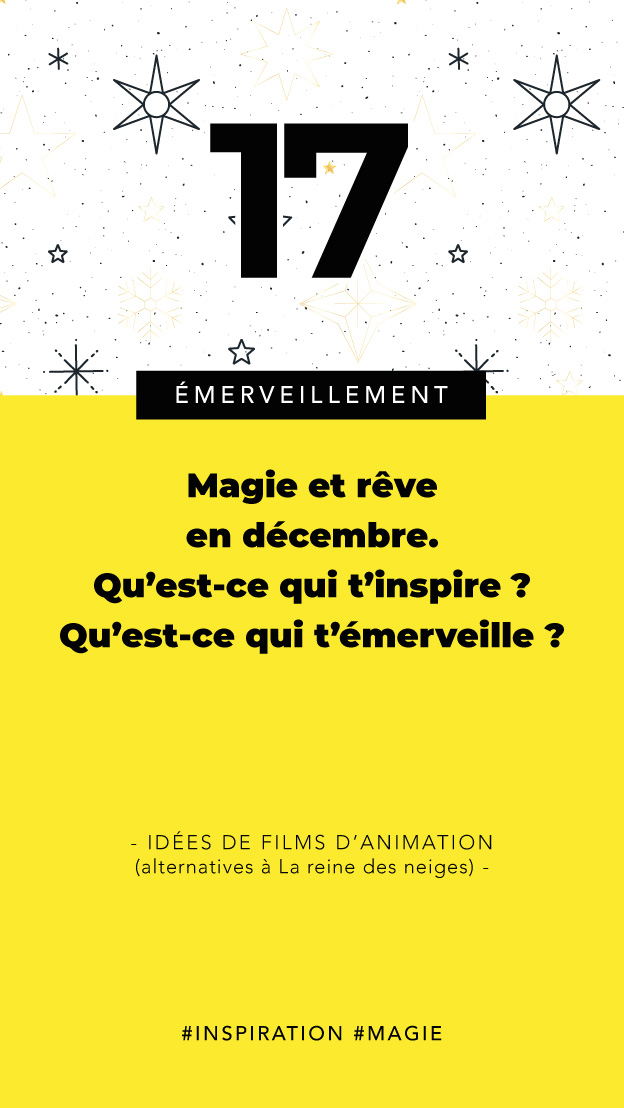 17
ÉMERVEILLEMENT
Magie et rêve
en décembre.
Qu’est-ce qui t’inspire ?
Qu’est-ce qui t’émerveille ?
- IDÉES DE FILMS D’ANIMATION
(alternatives à La reine des neiges) -
#INSPIRATION #MAGIE